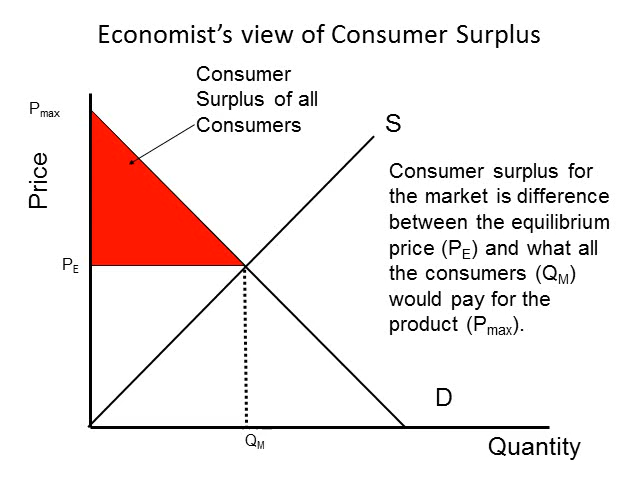 Economist's view of Consumer Surplus
Consumer
Surplus of all
Consumers
Pmax
Price
PE
S
Consumer surplus for
the market is difference
between the equilibrium
price (PE) and what all
the consumers (QM)
would pay for the
product (Pmax).
D
QM
Quantity